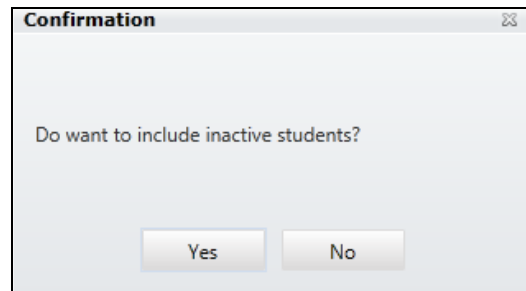 Confirmation
Do want to include inactive students?
Yes No